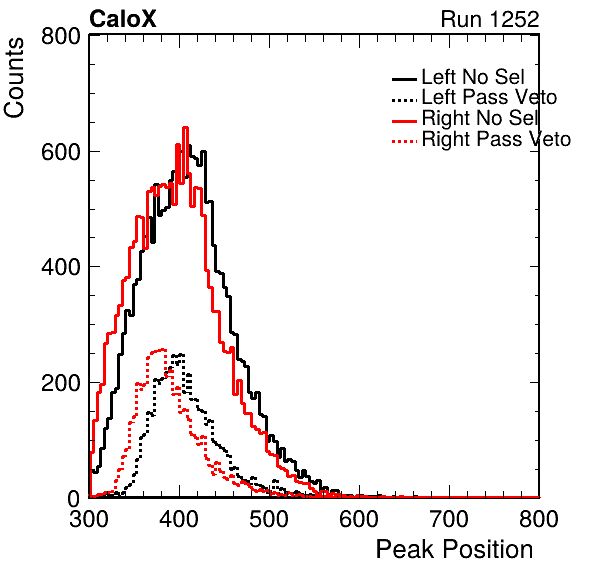 CaloX
Run 1252
Counts
800
600
400
200
0
Left No Sel
Left Pass Veto
Right No Sel
Right Pass Veto
300 400 500 600 700 800
Peak Position